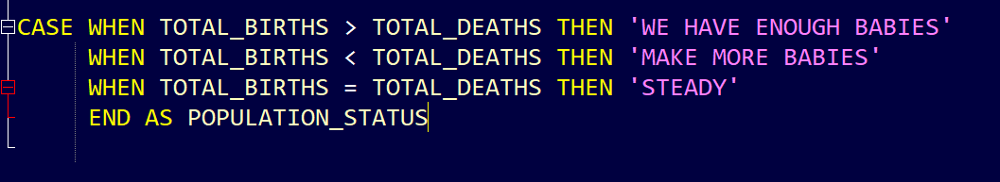 CASE WHEN TOTAL_BIRTHS > TOTAL_DEATHS THEN 'WE HAVE ENOUGH BABIES'
WHEN TOTAL_BIRTHS < TOTAL_DEATHS THEN 'MAKE MORE BABIES'
WHEN TOTAL_BIRTHS = TOTAL_DEATHS THEN 'STEADY'
END AS POPULATION_STATUS